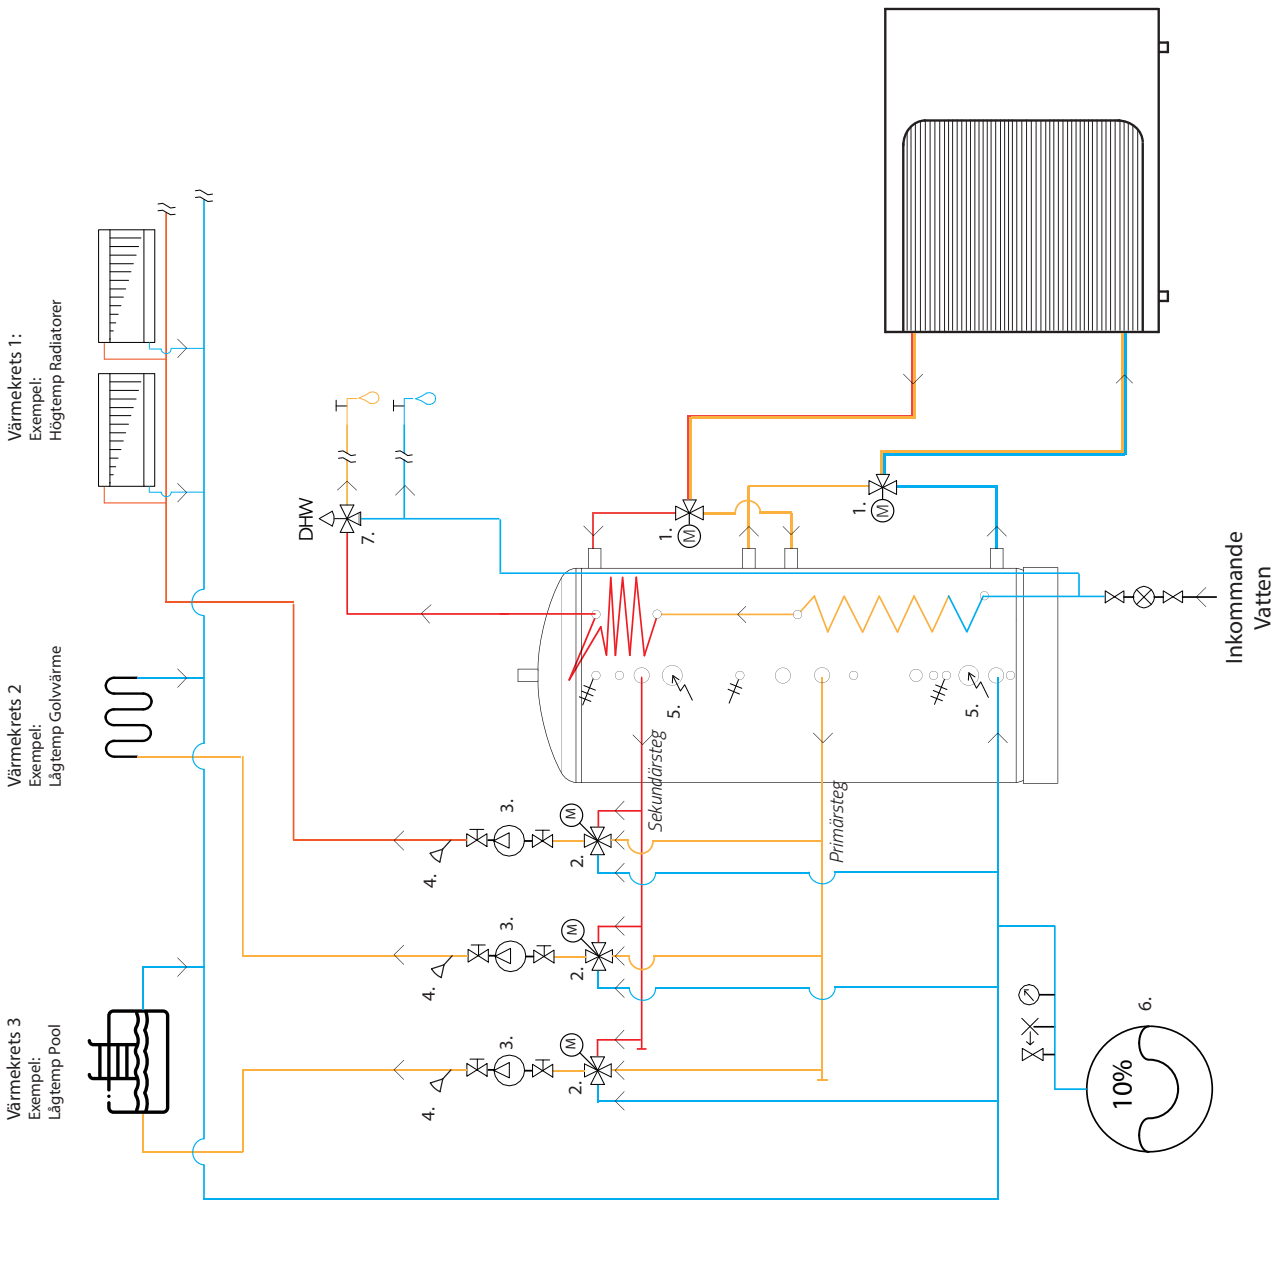 Värmekrets 1:
Exempel:
Högtemp Radiatorer
Värmekrets 2
Exempel:
Lågtemp Golvvärme
Värmekrets 3
Exempel:
Lågtemp Pool
DHW
7.
1.
M
1.
M
Inkommande
Vatten
5.
5.
Sekundärsteg
Primärsteg
3.
M
2.
4.
3.
M
2.
4.
3.
M
2.
4.
6.
10%